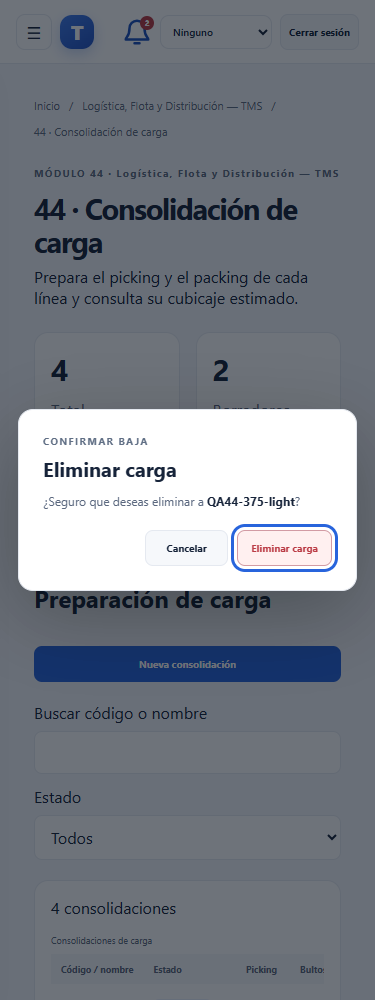 ☰ T 2 Ninguno Cerrar sesión
Inicio / Logística, Flota y Distribución — TMS /
44 · Consolidación de carga
MÓDULO 44 · Logística, Flota y Distribución — TMS
44 · Consolidación de
carga
Prepara el picking y el packing de cada
línea y consulta su cubicaje estimado.
4 2
CONFIRMAR BAJA
Eliminar carga
¿Seguro que deseas eliminar a QA44-375-light?
Cancelar Eliminar carga
Preparación de carga
Nueva consolidación
Buscar código o nombre
Estado
Todos
4 consolidaciones
Consolidaciones de carga
Código / nombre Estado Picking